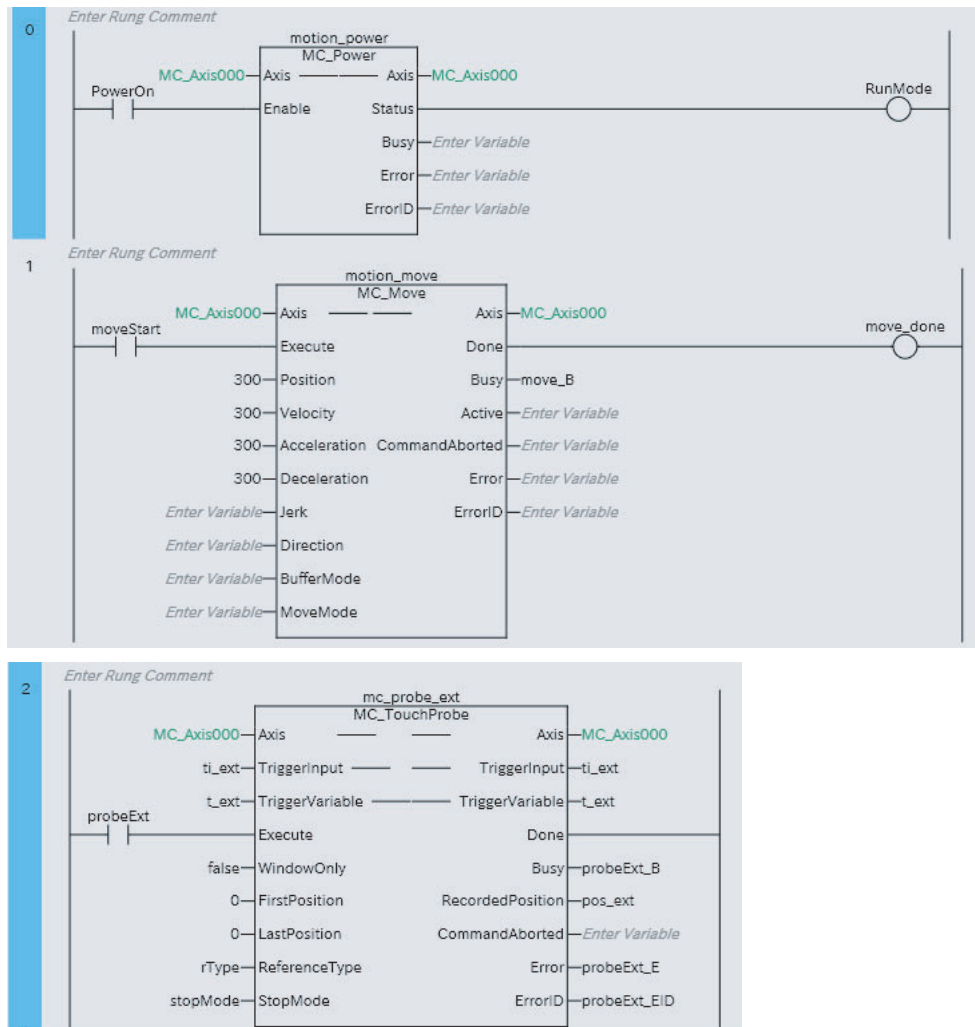 Enter Rung Comment
0
motion_power
MC_Power
MC_Axis000 Axis Axis MC_Axis000
PowerOn RunMode
Enable Status
Busy Enter Variable
Error Enter Variable
ErrorID Enter Variable
Enter Rung Comment
1
motion_move
MC_Move
MC_Axis000 Axis Axis MC_Axis000
moveStart move_done
Execute Done
300 Position Busy move_B
300 Velocity Active Enter Variable
300 Acceleration CommandAborted Enter Variable
300 Deceleration Error Enter Variable
Enter Variable Jerk ErrorID Enter Variable
Enter Variable Direction
Enter Variable BufferMode
Enter Variable MoveMode
Enter Rung Comment
2
mc_probe_ext
MC_TouchProbe
MC_Axis000 Axis Axis MC_Axis000
ti_ext TriggerInput TriggerInput ti_ext
t_ext TriggerVariable TriggerVariable t_ext
probeExt
Execute Done
false WindowOnly Busy probeExt_B
0 FirstPosition RecordedPosition pos_ext
0 LastPosition CommandAborted Enter Variable
rType ReferenceType Error probeExt_E
stopMode StopMode ErrorID probeExt_EID